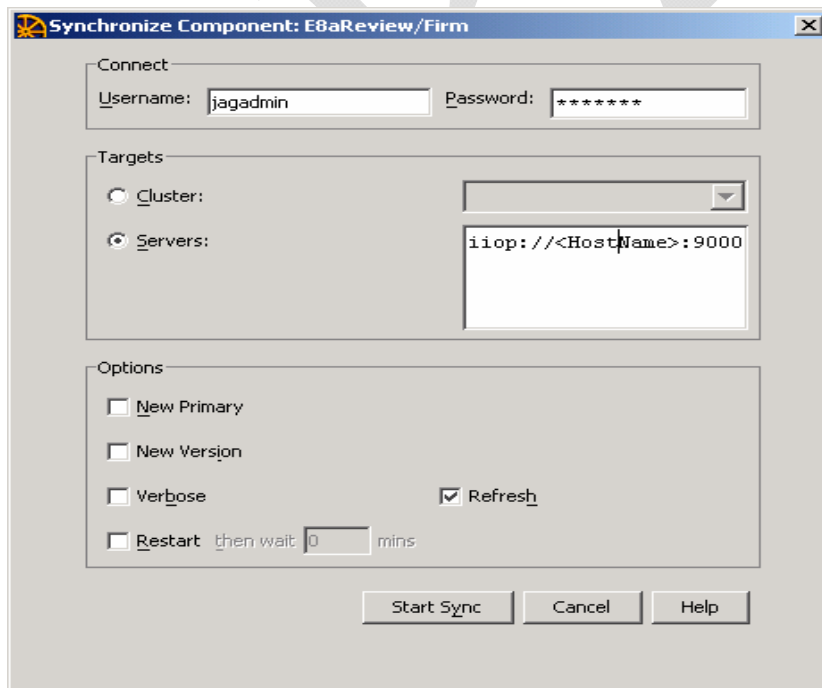 Synchronize Component: E8aReview/Firm
Connect
Username: jagadmin Password: *******
Targets
Cluster:
Servers: iiop://<HostName>:9000
Options
New Primary
New Version
Verbose Refresh
Restart then wait 0 mins
Start Sync Cancel Help